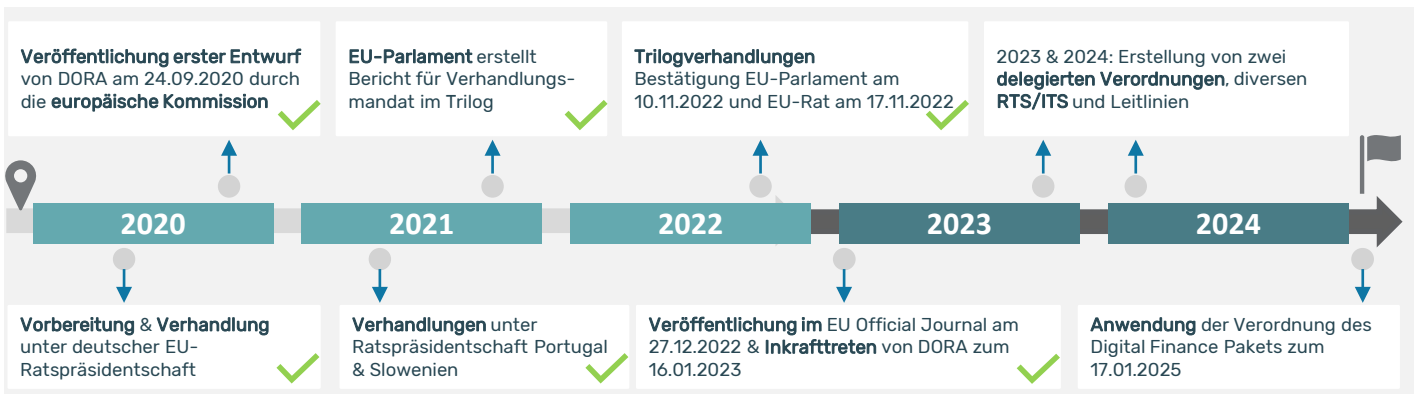 Veröffentlichung erster Entwurf
von DORA am 24.09.2020 durch
die europäische Kommission
EU-Parlament erstellt
Bericht für Verhandlungs-
mandat im Trilog
Trilogverhandlungen
Bestätigung EU-Parlament am
10.11.2022 und EU-Rat am 17.11.2022
2023 & 2024: Erstellung von zwei
delegierten Verordnungen, diversen
RTS/ITS und Leitlinien
2020
2021
2022
2023
2024
Vorbereitung & Verhandlung
unter deutscher EU-
Ratspräsidentschaft
Verhandlungen unter
Ratspräsidentschaft Portugal
& Slowenien
Veröffentlichung im EU Official Journal am
27.12.2022 & Inkrafttreten von DORA zum
16.01.2023
Anwendung der Verordnung des
Digital Finance Pakets zum
17.01.2025